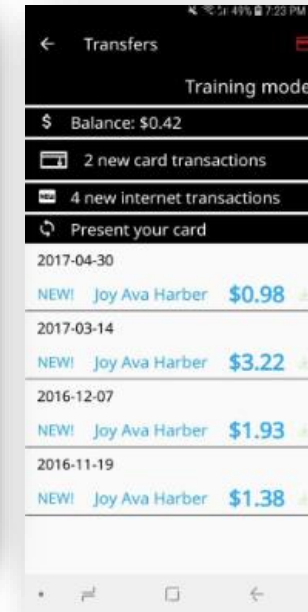 49% 7:23 PM
Transfers
Training mode
$ Balance: $0.42
2 new card transactions
4 new internet transactions
Present your card
2017-04-30
NEW! Joy Ava Harber $0.98
2017-03-14
NEW! Joy Ava Harber $3.22
2016-12-07
NEW! Joy Ava Harber $1.93
2016-11-19
NEW! Joy Ava Harber $1.38